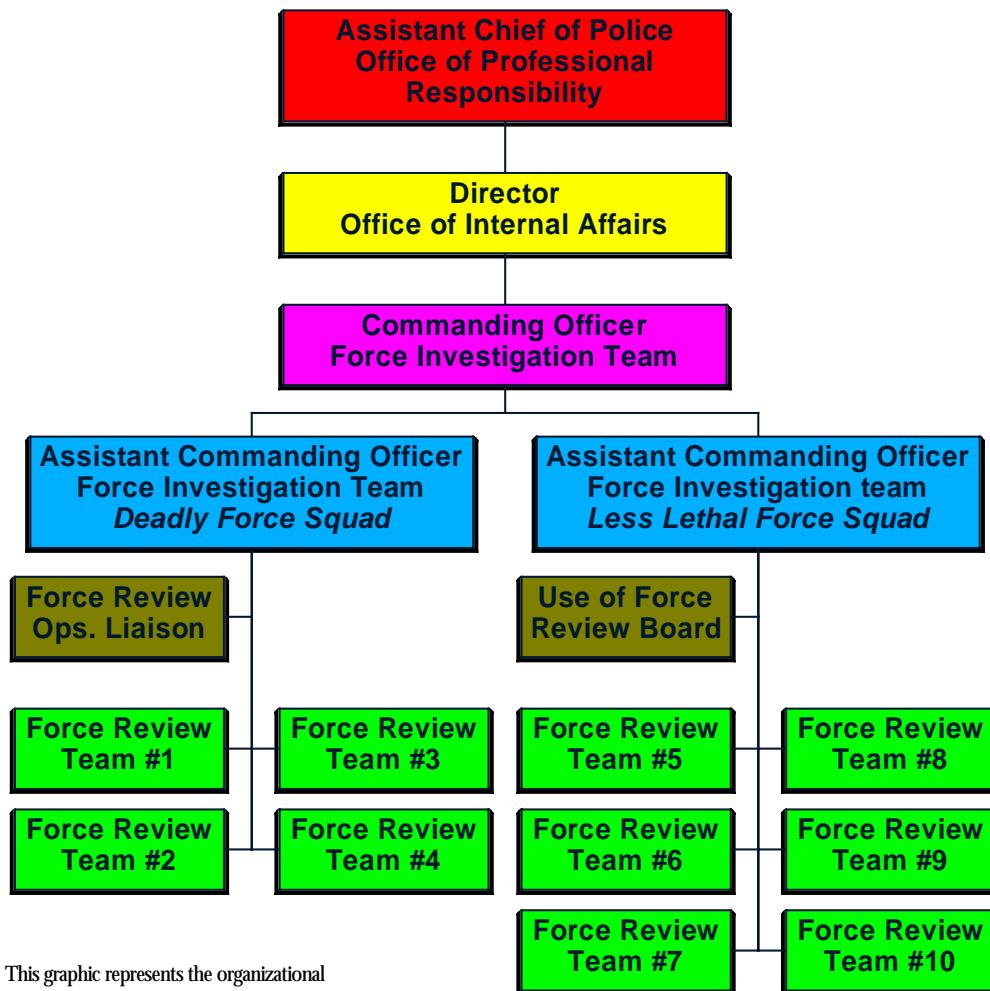 Assistant Chief of Police
Office of Professional
Responsibility
Director
Office of Internal Affairs
Commanding Officer
Force Investigation Team
Assistant Commanding Officer
Force Investigation Team
Deadly Force Squad
Assistant Commanding Officer
Force Investigation team
Less Lethal Force Squad
Force Review
Ops. Liaison
Use of Force
Review Board
Force Review
Team #1
Force Review
Team #3
Force Review
Team #5
Force Review
Team #8
Force Review
Team #2
Force Review
Team #4
Force Review
Team #6
Force Review
Team #9
Force Review
Team #7
Force Review
Team #10
This graphic represents the organizational